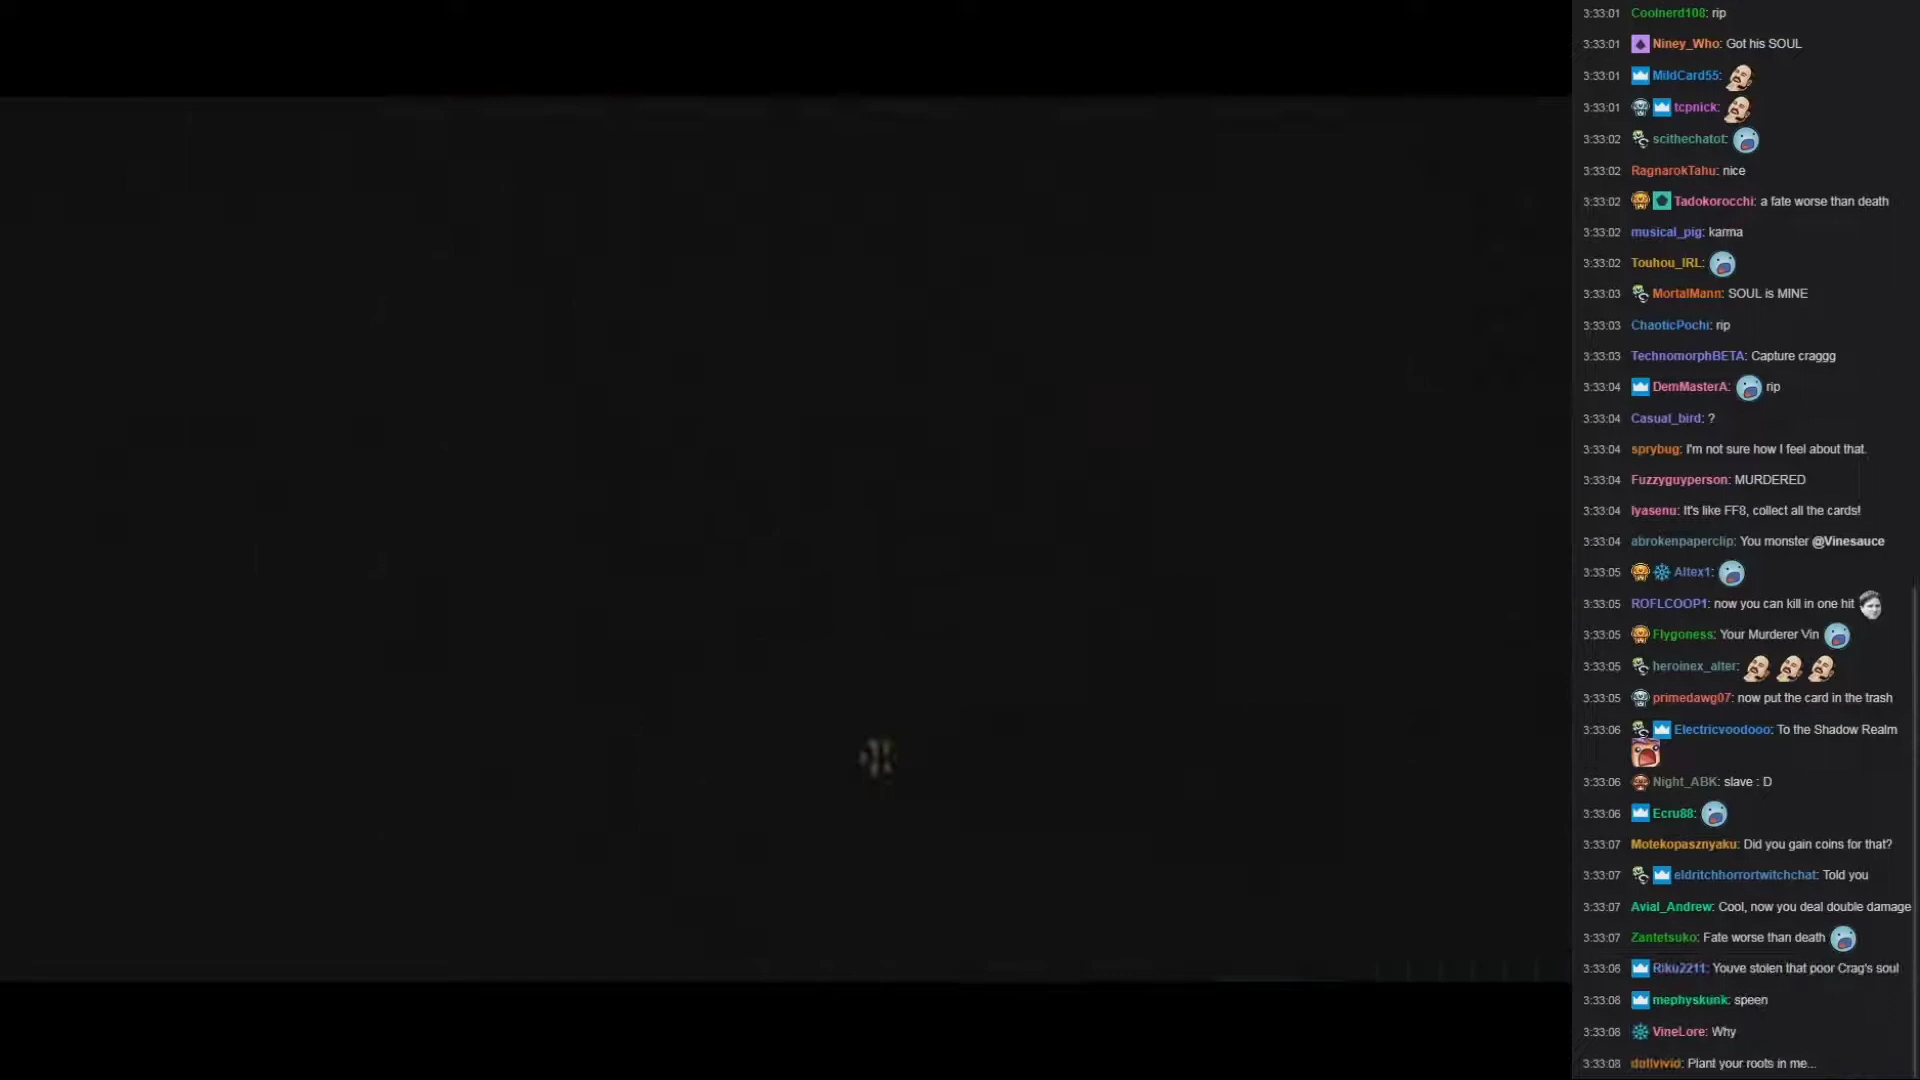 3:33:01 Coolnerd108: rip
3:33:01 Niney_Who: Got his SOUL
3:33:01 MildCard55:
3:33:01 tcpnick:
3:33:02 scithechatot:
3:33:02 RagnarokTahu: nice
3:33:02 Tadokorocchi: a fate worse than death
3:33:02 musical_pig: karma
3:33:02 Touhou_IRL:
3:33:03 MortalMann: SOUL is MINE
3:33:03 ChaoticPochi: rip
3:33:03 TechnomorphBETA: Capture craggg
3:33:04 DemMasterA: rip
3:33:04 Casual_bird: ?
3:33:04 sprybug: I'm not sure how I feel about that.
3:33:04 Fuzzyguyperson: MURDERED
3:33:04 Iyasenu: It's like FF8, collect all the cards!
3:33:04 abrokenpaperclip: You monster @Vinesauce
3:33:05 Altex1:
3:33:05 ROFLCOOP1: now you can kill in one hit
3:33:05 Flygoness: Your Murderer Vin
3:33:05 heroinex_alter:
3:33:05 primedawg07: now put the card in the trash
3:33:06 Electricvoodooo: To the Shadow Realm
3:33:06 Night_ABK: slave : D
3:33:06 Ecru88:
3:33:07 Motekopasznyaku: Did you gain coins for that?
3:33:07 eldritchhorrortwitchchat: Told you
3:33:07 Avial_Andrew: Cool, now you deal double damage
3:33:07 Zantetsuko: Fate worse than death
3:33:08 Riku2211: Youve stolen that poor Crag's soul
3:33:08 mephyskunk: speen
3:33:08 VineLore: Why
3:33:08 dullvivid: Plant your roots in me...